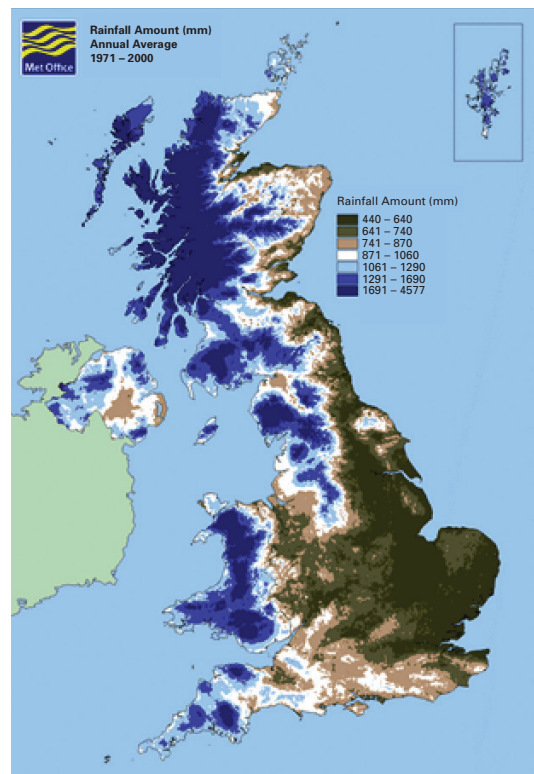 Met Office
Rainfall Amount (mm)
Annual Average
1971 – 2000
Rainfall Amount (mm)
440 – 640
641 – 740
741 – 870
871 – 1060
1061 – 1290
1291 – 1690
1691 – 4577